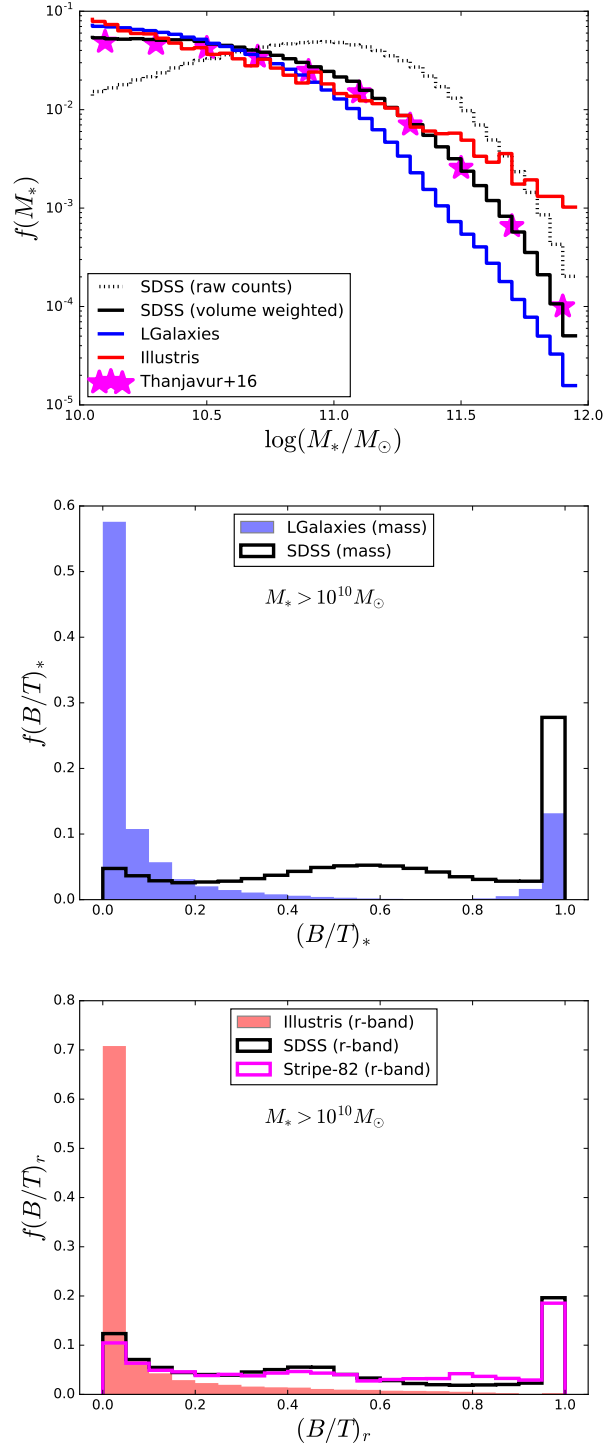 10⁻¹
10⁻²
10⁻³
10⁻⁴
10⁻⁵
f(M*)
SDSS (raw counts)
SDSS (volume weighted)
LGalaxies
Illustris
Thanjavur+16
10.0 10.5 11.0 11.5 12.0
log(M*/M⊙)
0.6
0.5
0.4
0.3
0.2
0.1
0.0
f(B/T)*
LGalaxies (mass)
SDSS (mass)
M* > 10¹⁰M⊙
0.0 0.2 0.4 0.6 0.8 1.0
(B/T)*
0.8
0.7
0.6
0.5
0.4
0.3
0.2
0.1
0.0
f(B/T)r
Illustris (r-band)
SDSS (r-band)
Stripe-82 (r-band)
M* > 10¹⁰M⊙
0.0 0.2 0.4 0.6 0.8 1.0
(B/T)r